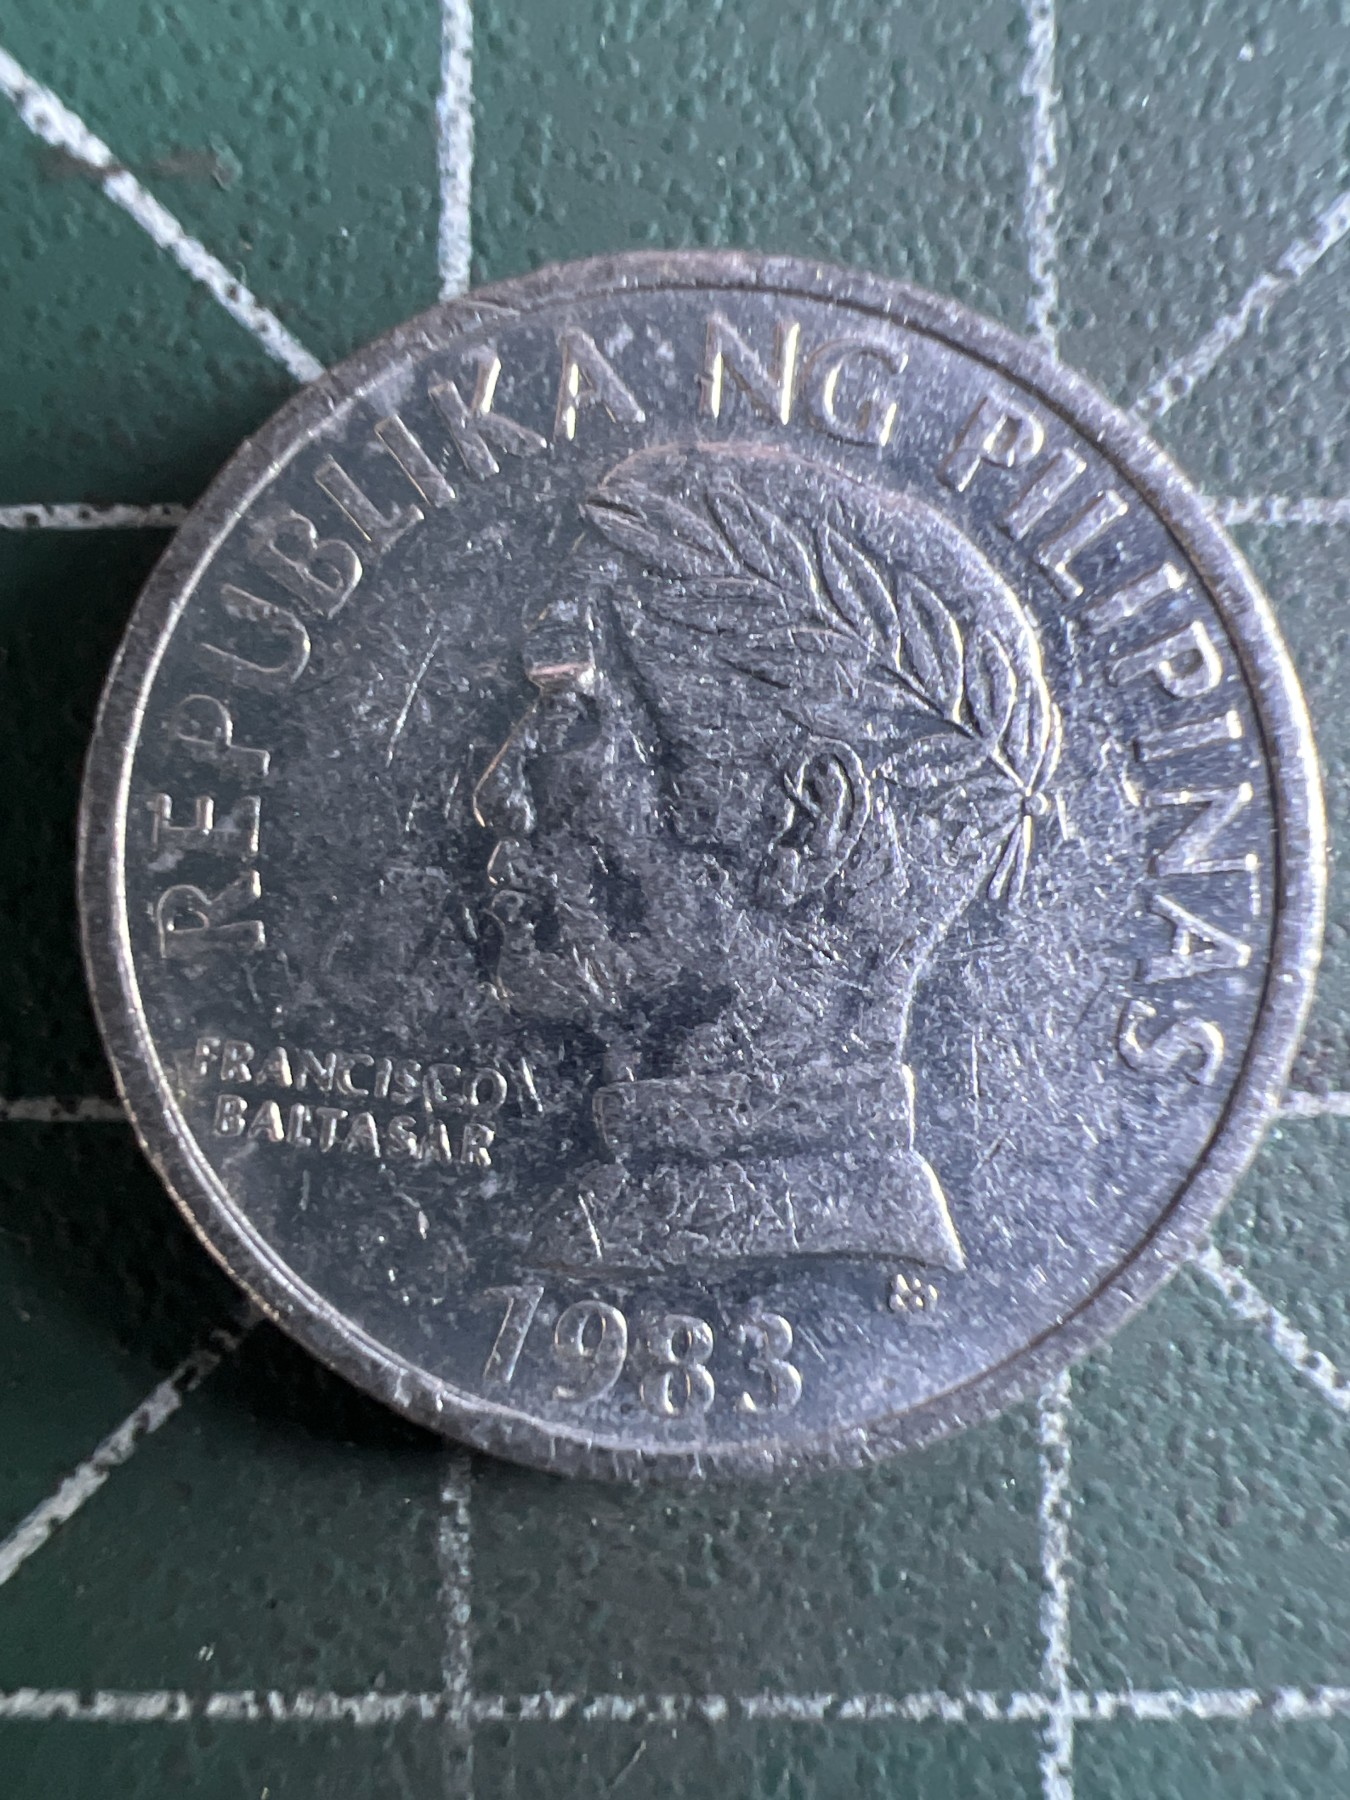 REPUBLIKA NG PILIPINAS
FRANCISCO
BALTASAR
1983